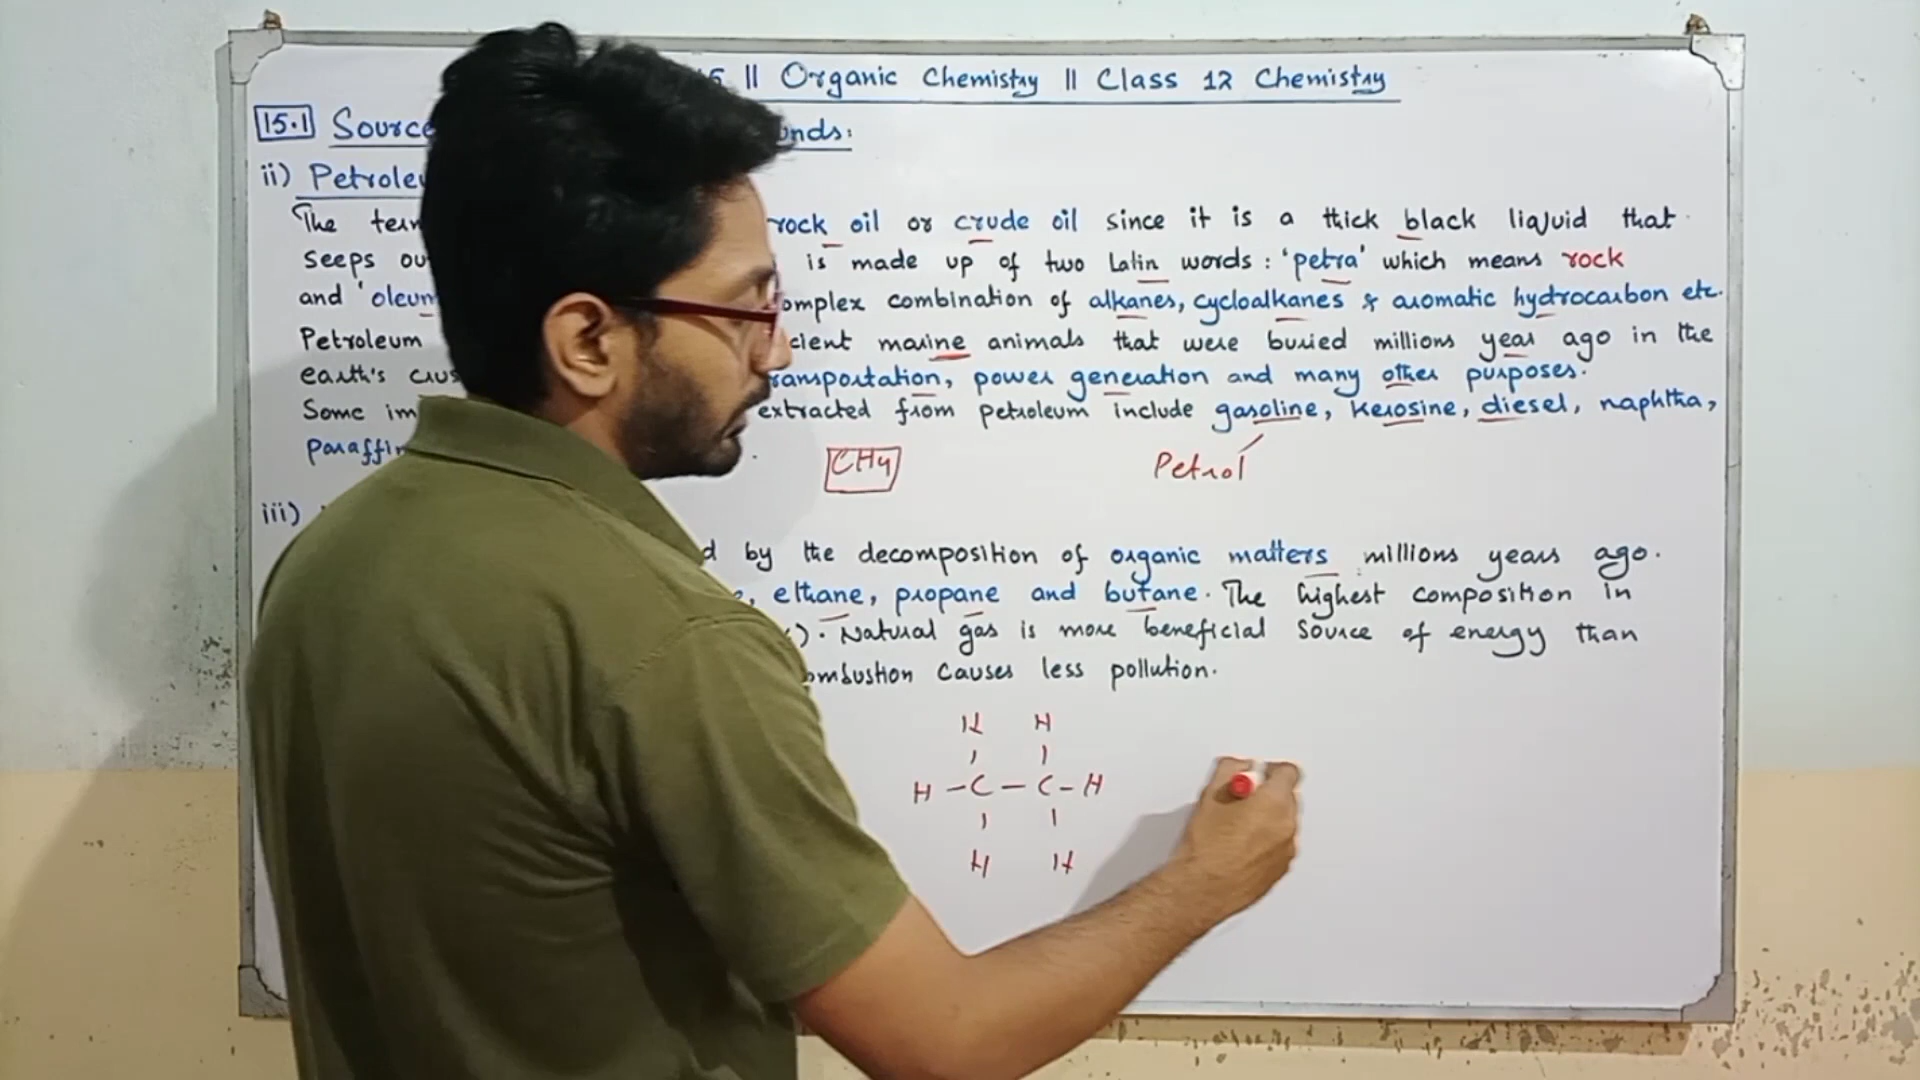 || Organic Chemistry || Class 12 Chemistry
15.1 Source nds:
ii) Petroleu
The term rock oil or crude oil since it is a thick black liquid that
seeps ou is made up of two Latin words : 'petra' which means rock
and 'oleum omplex combination of alkanes, cycloalkanes & aromatic hydrocarbon etc.
Petroleum cient marine animals that were buried millions year ago in the
earth's crus ransportation, power generation and many other purposes.
Some im extracted from petroleum include gasoline, kerosine, diesel, naphtha,
paraffin CH4 Petrol
iii)
d by the decomposition of organic matters millions years ago.
e, ethane, propane and butane. The highest composition in
). Natural gas is more beneficial source of energy than
ombustion causes less pollution.
H H
H - C - C - H
H H